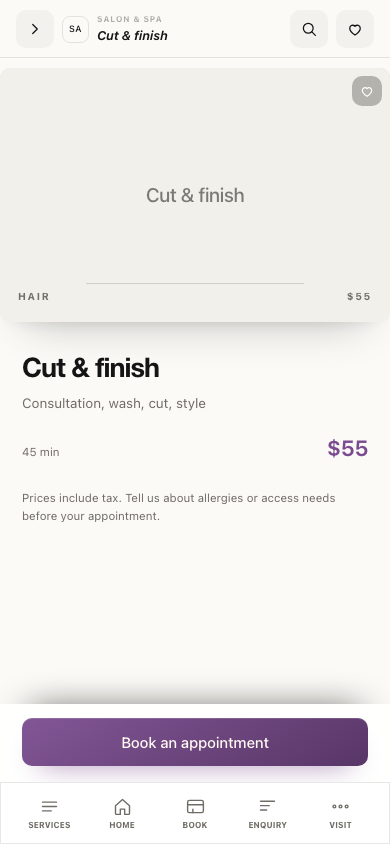 SA
SALON & SPA
Cut & finish
Cut & finish
HAIR
$55
Cut & finish
Consultation, wash, cut, style
45 min
$55
Prices include tax. Tell us about allergies or access needs
before your appointment.
Book an appointment
SERVICES
HOME
BOOK
ENQUIRY
VISIT